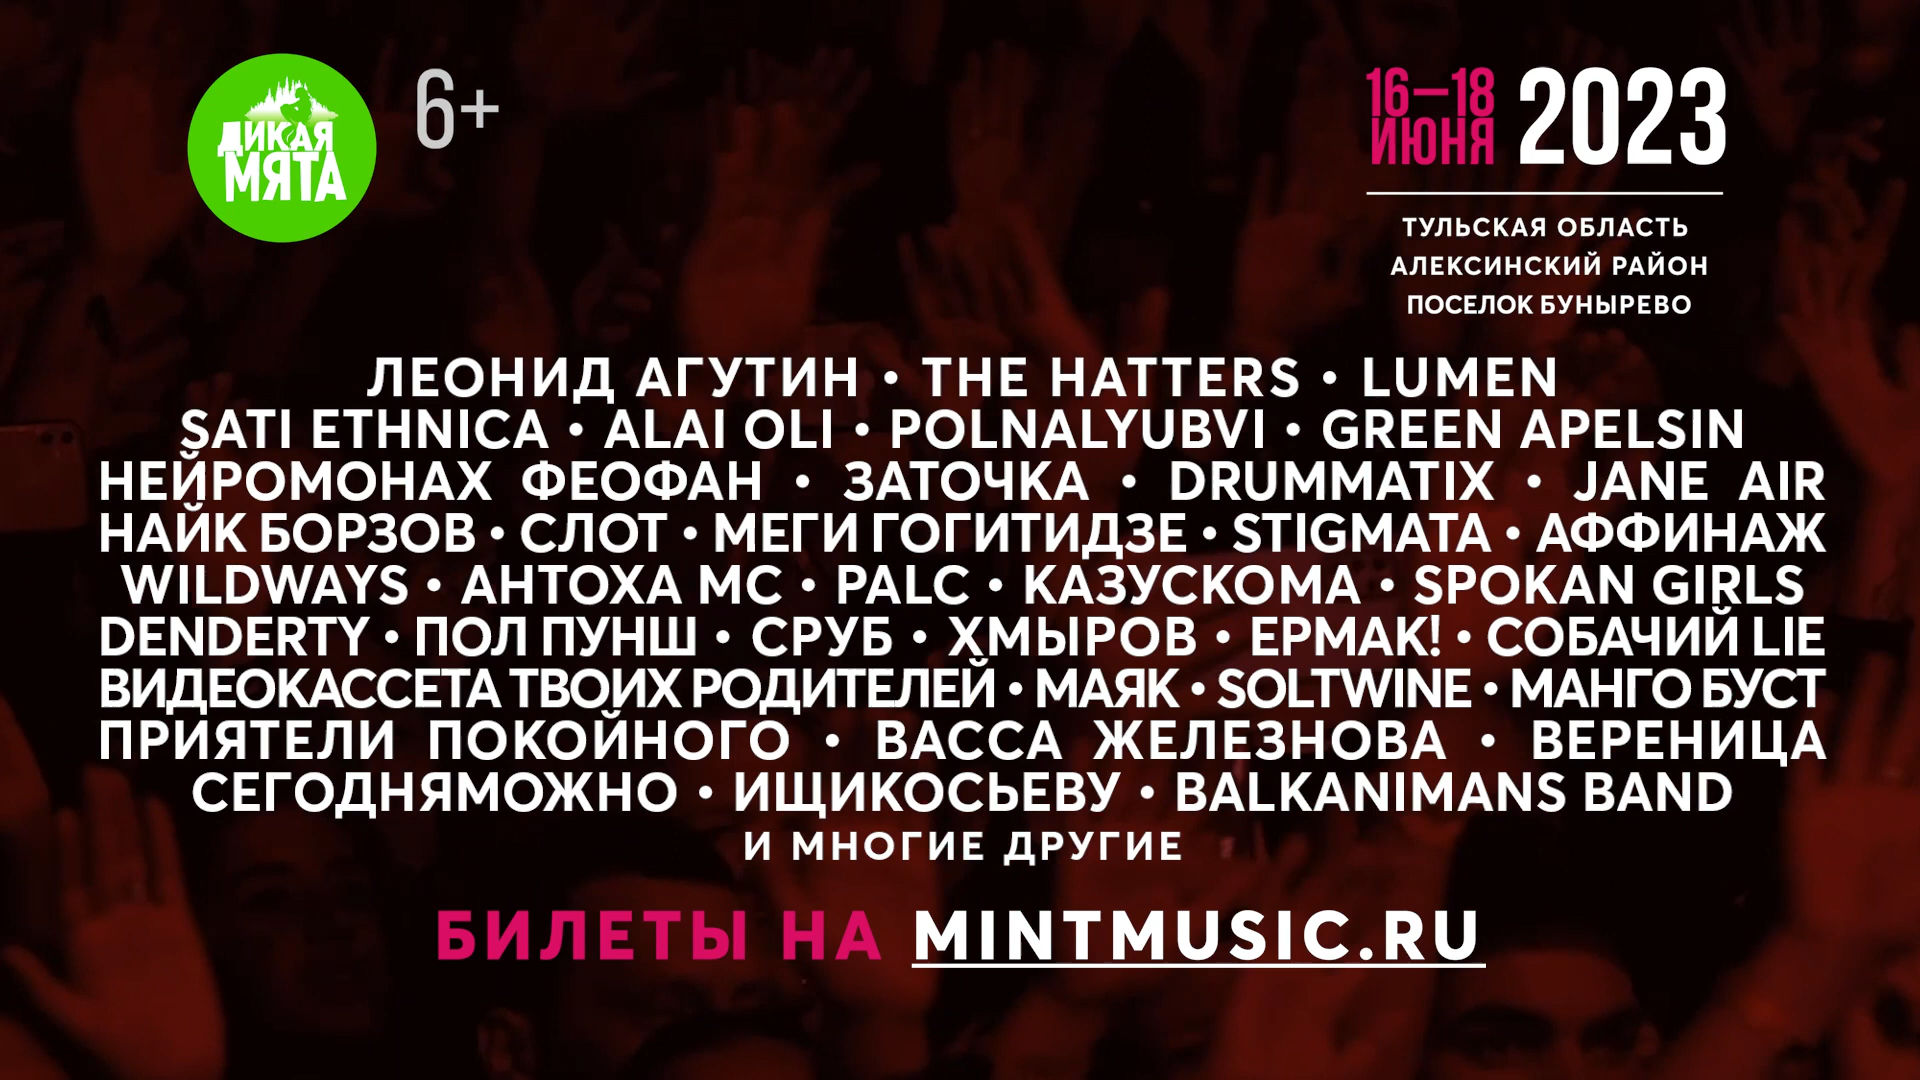 ДИКАЯ
МЯТА
6+
16—18
ИЮНЯ
2023
ТУЛЬСКАЯ ОБЛАСТЬ
АЛЕКСИНСКИЙ РАЙОН
ПОСЕЛОК БУНЫРЕВО
ЛЕОНИД АГУТИН • THE HATTERS • LUMEN
SATI ETHNICA • ALAI OLI • POLNALYUBVI • GREEN APELSIN
НЕЙРОМОНАХ ФЕОФАН • ЗАТОЧКА • DRUMMATIX • JANE AIR
НАЙК БОРЗОВ • СЛОТ • МЕГИ ГОГИТИДЗЕ • STIGMATA • АФФИНАЖ
WILDWAYS • АНТОХА МС • PALC • КАЗУСКОМА • SPOKAN GIRLS
DENDERTY • ПОЛ ПУНШ • СРУБ • ХМЫРОВ • ЕРМАК! • СОБАЧИЙ LIE
ВИДЕОКАССЕТА ТВОИХ РОДИТЕЛЕЙ • МАЯК • SOLTWINE • МАНГО БУСТ
ПРИЯТЕЛИ ПОКОЙНОГО • ВАССА ЖЕЛЕЗНОВА • ВЕРЕНИЦА
СЕГОДНЯМОЖНО • ИЩИКОСЬЕВУ • BALKANIMANS BAND
И МНОГИЕ ДРУГИЕ
БИЛЕТЫ НА MINTMUSIC.RU